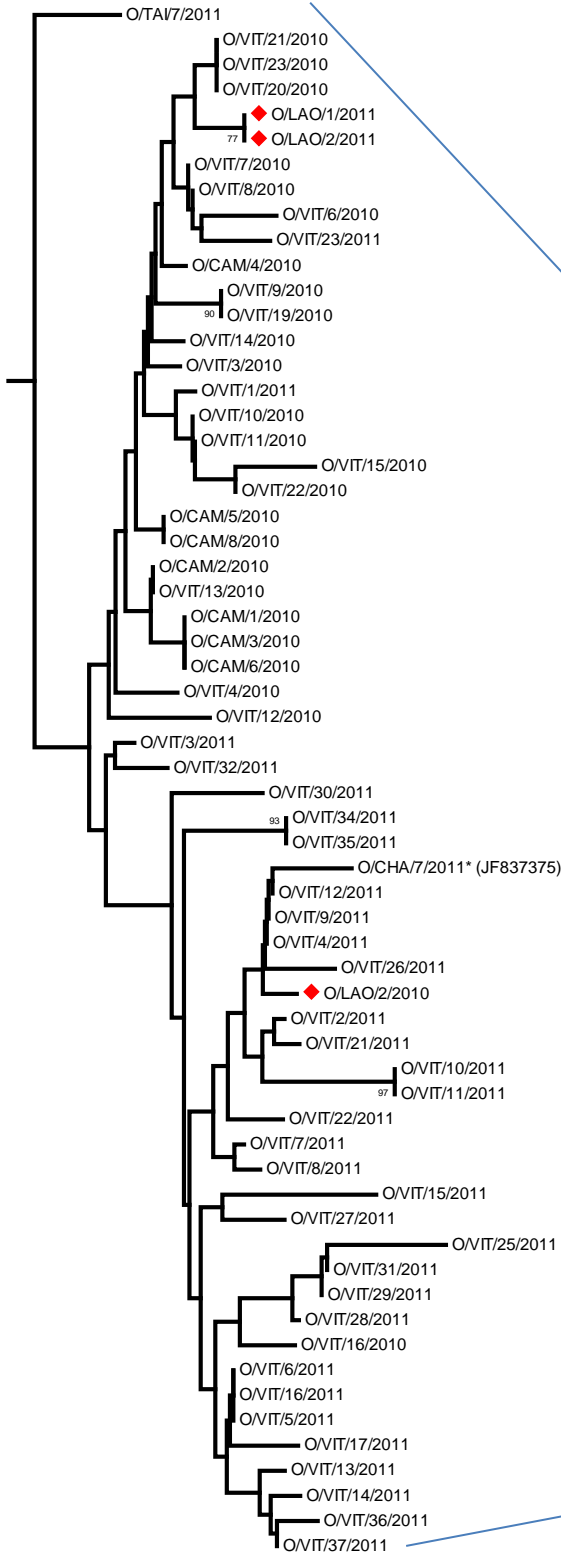 O/TAI/7/2011
O/VIT/21/2010
O/VIT/23/2010
O/VIT/20/2010
O/LAO/1/2011
77
O/LAO/2/2011
O/VIT/7/2010
O/VIT/8/2010
O/VIT/6/2010
O/VIT/23/2011
O/CAM/4/2010
O/VIT/9/2010
90
O/VIT/19/2010
O/VIT/14/2010
O/VIT/3/2010
O/VIT/1/2011
O/VIT/10/2010
O/VIT/11/2010
O/VIT/15/2010
O/VIT/22/2010
O/CAM/5/2010
O/CAM/8/2010
O/CAM/2/2010
O/VIT/13/2010
O/CAM/1/2010
O/CAM/3/2010
O/CAM/6/2010
O/VIT/4/2010
O/VIT/12/2010
O/VIT/3/2011
O/VIT/32/2011
O/VIT/30/2011
93
O/VIT/34/2011
O/VIT/35/2011
O/CHA/7/2011* (JF837375)
O/VIT/12/2011
O/VIT/9/2011
O/VIT/4/2011
O/VIT/26/2011
O/LAO/2/2010
O/VIT/2/2011
O/VIT/21/2011
O/VIT/10/2011
97
O/VIT/11/2011
O/VIT/22/2011
O/VIT/7/2011
O/VIT/8/2011
O/VIT/15/2011
O/VIT/27/2011
O/VIT/25/2011
O/VIT/31/2011
O/VIT/29/2011
O/VIT/28/2011
O/VIT/16/2010
O/VIT/6/2011
O/VIT/16/2011
O/VIT/5/2011
O/VIT/17/2011
O/VIT/13/2011
O/VIT/14/2011
O/VIT/36/2011
O/VIT/37/2011